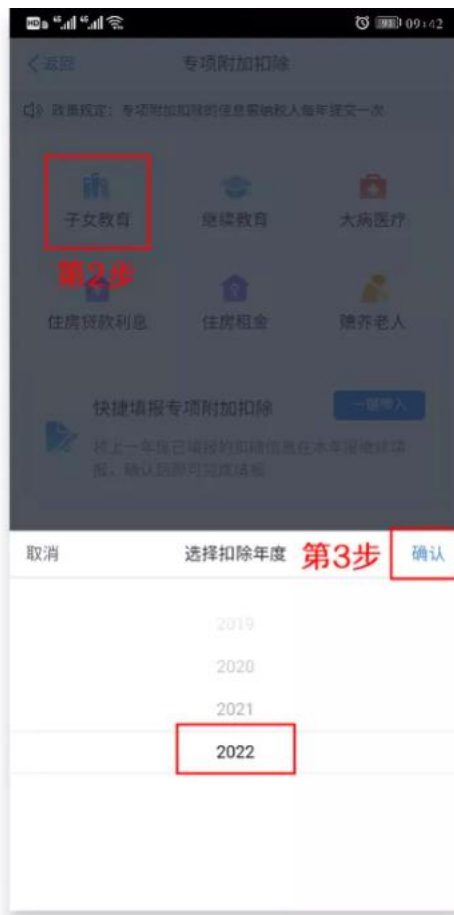 HD 46 46 93 09:42
返回 专项附加扣除
政策规定：专项附加扣除的信息需纳税人每年提交一次
子女教育 继续教育 大病医疗
第2步
住房贷款利息 住房租金 赡养老人
快捷填报专项附加扣除 一键带入
将上一年度已填报的扣除信息在本年度继续填
报，确认后即可完成填报
取消 选择扣除年度 第3步 确认
2019
2020
2021
2022